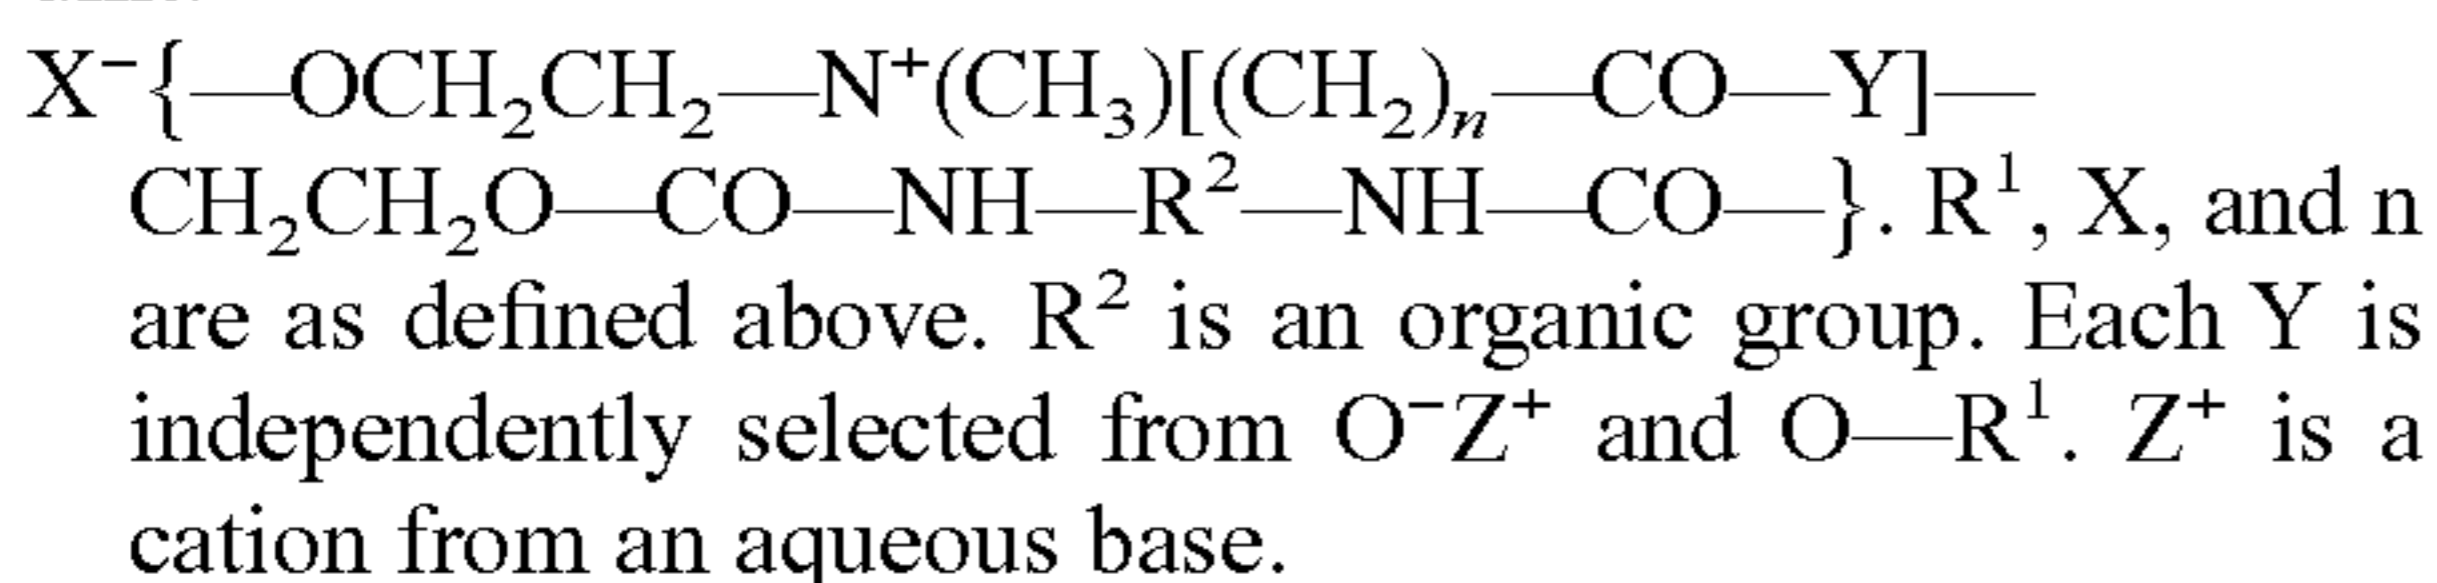 X⁻{—OCH₂CH₂—N⁺(CH₃)[(CH₂)ₙ—CO—Y]—
CH₂CH₂O—CO—NH—R²—NH—CO—}. R¹, X, and n
are as defined above. R² is an organic group. Each Y is
independently selected from O⁻Z⁺ and O—R¹. Z⁺ is a
cation from an aqueous base.